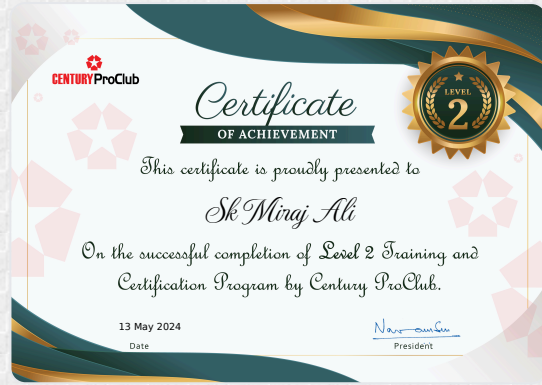 CENTURY ProClub
Certificate
OF ACHIEVEMENT
LEVEL
2
This certificate is proudly presented to
Sk Miraj Ali
On the successful completion of Level 2 Training and
Certification Program by Century ProClub.
13 May 2024
Date
President